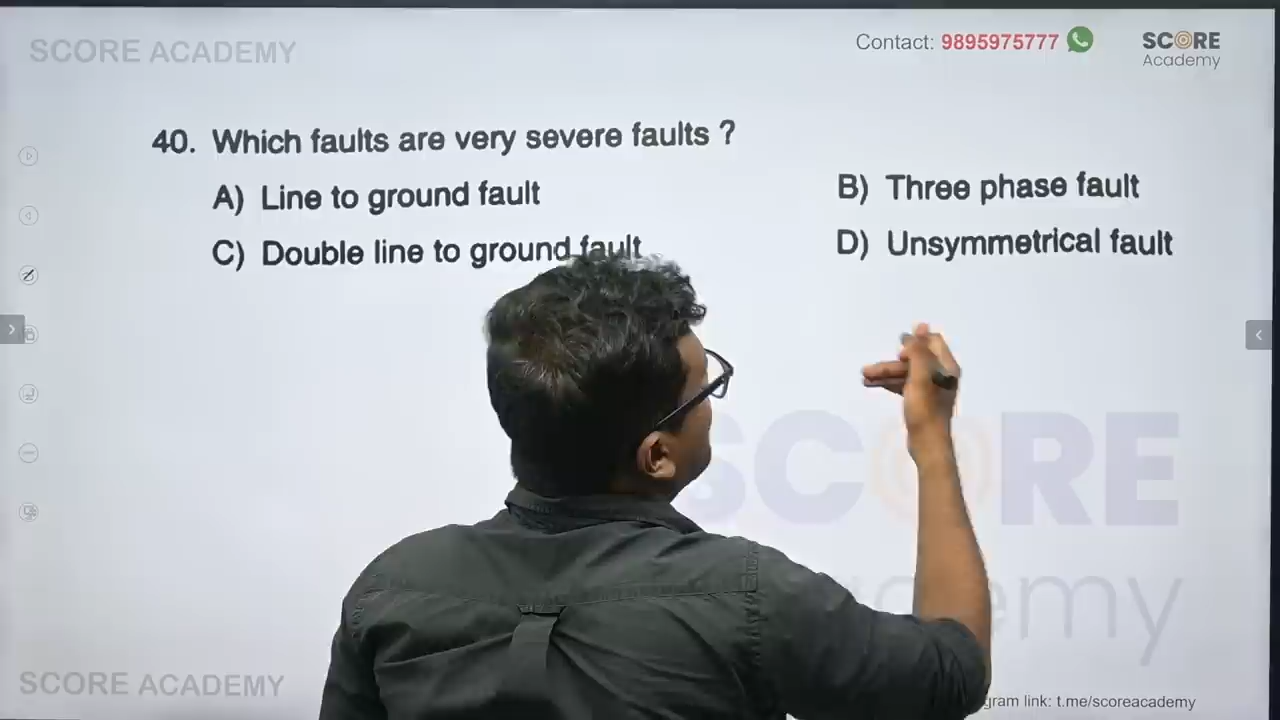 SCORE ACADEMY
Contact: 9895975777
SCORE
Academy
40. Which faults are very severe faults ?
A) Line to ground fault
B) Three phase fault
C) Double line to ground fault
D) Unsymmetrical fault
SCORE
SCORE ACADEMY
link: t.me/scoreacademy